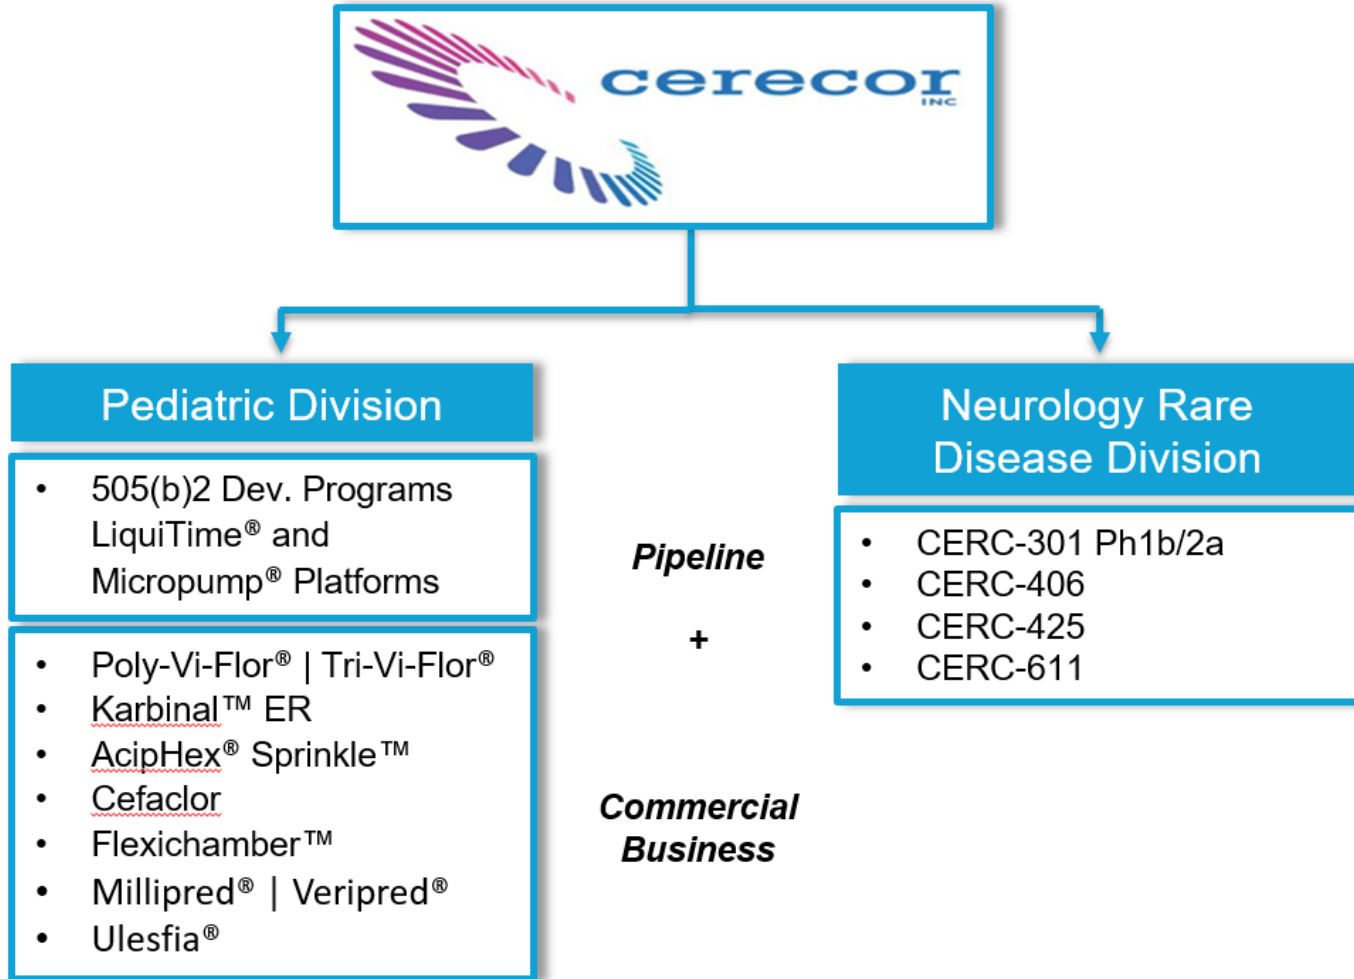 cerecor
INC
Pediatric Division
• 505(b)2 Dev. Programs
LiquiTime® and
Micropump® Platforms
• Poly-Vi-Flor® | Tri-Vi-Flor®
• Karbinal™ ER
• AcipHex® Sprinkle™
• Cefaclor
• Flexichamber™
• Millipred® | Veripred®
• Ulesfia®
Pipeline
+
Commercial
Business
Neurology Rare
Disease Division
• CERC-301 Ph1b/2a
• CERC-406
• CERC-425
• CERC-611